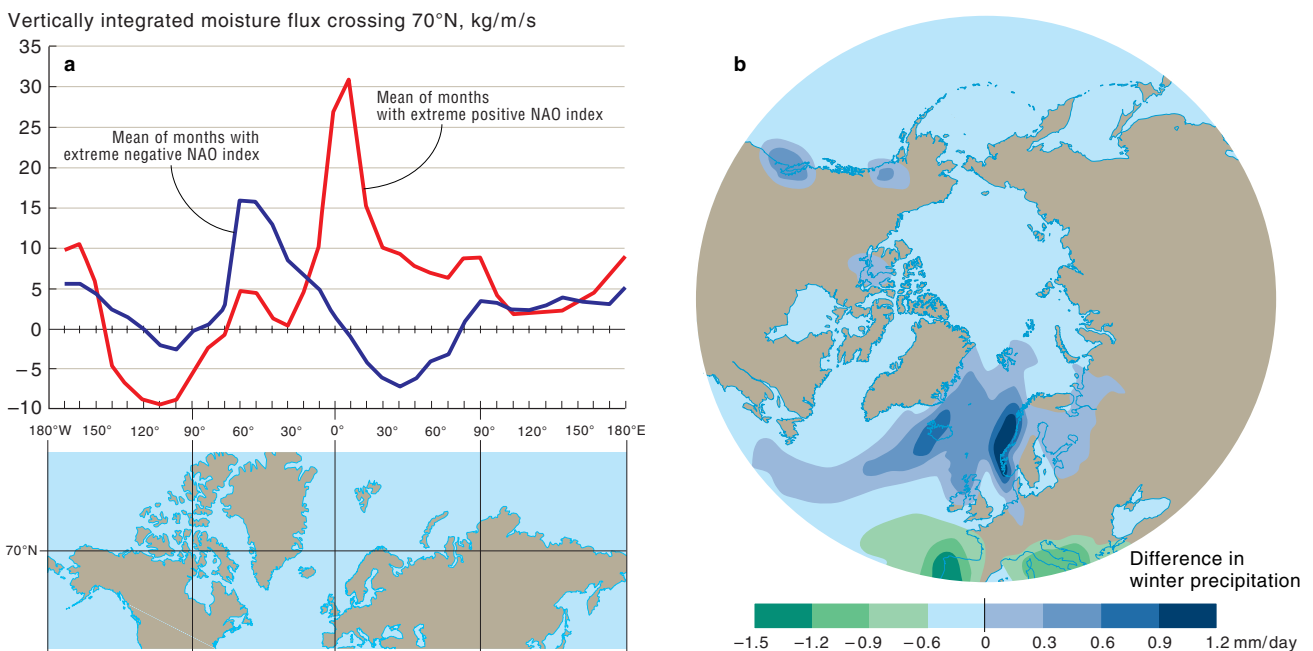 Vertically integrated moisture flux crossing 70°N, kg/m/s
a
35
30
25
20
15
10
5
0
−5
−10
Mean of months
with extreme positive NAO index
Mean of months with
extreme negative NAO index
180°W 150° 120° 90° 60° 30° 0° 30° 60° 90° 120° 150° 180°E
70°N
b
Difference in
winter precipitation
−1.5 −1.2 −0.9 −0.6 0 0.3 0.6 0.9 1.2 mm/day